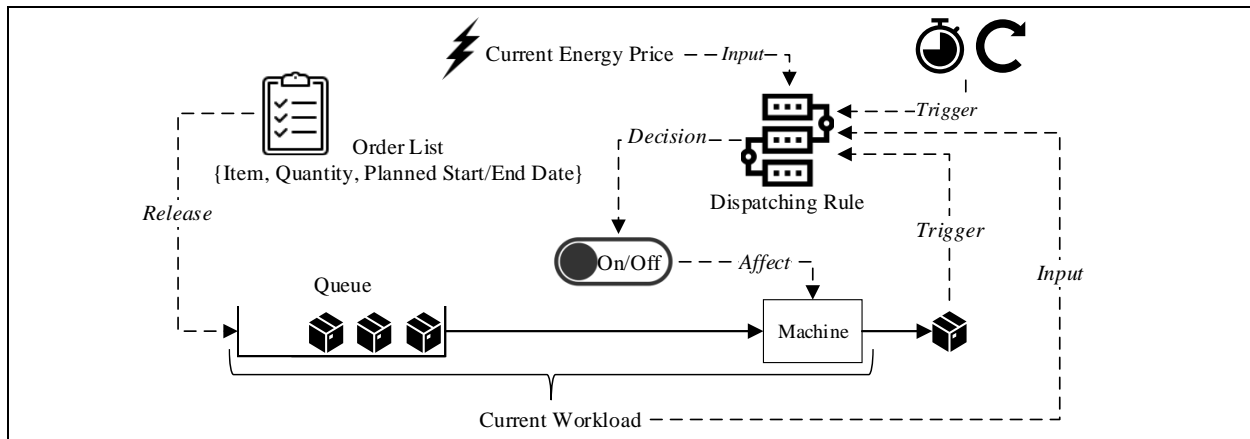 Current Energy Price
Input
Trigger
Decision
Order List
{Item, Quantity, Planned Start/End Date}
Dispatching Rule
Release
Trigger
On/Off
Affect
Input
Queue
Machine
Current Workload